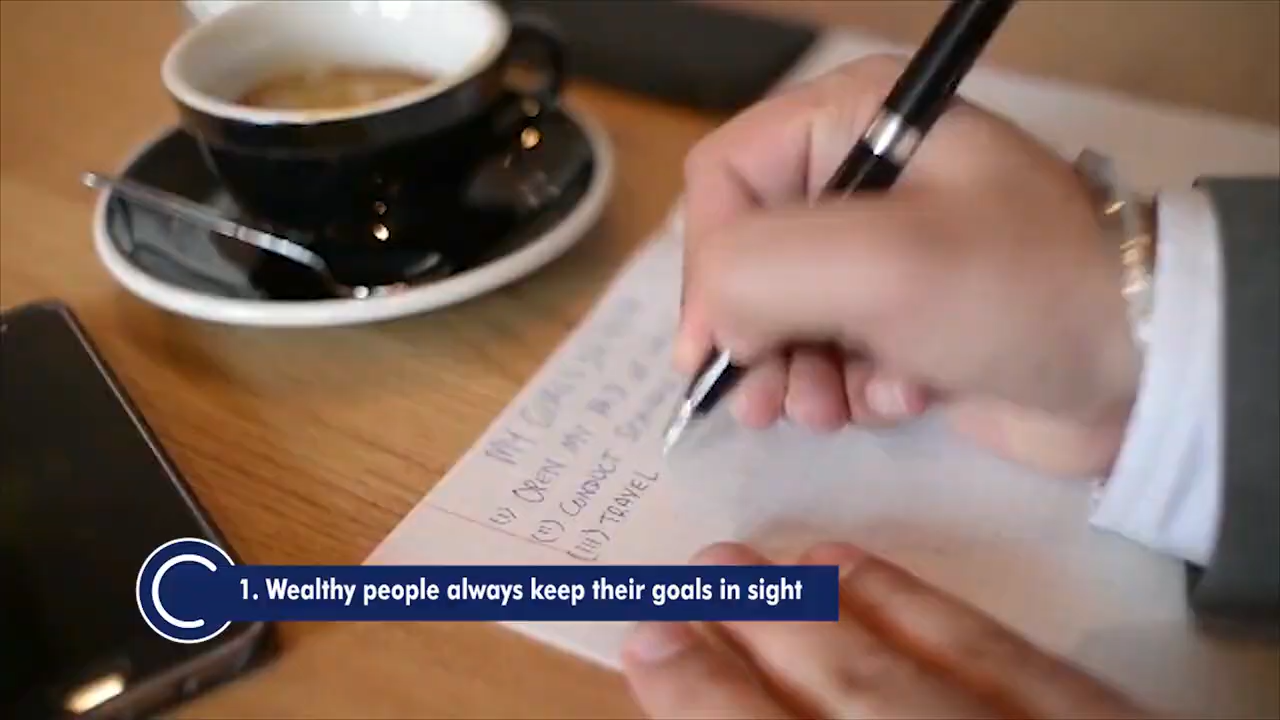 MY GOALS
(I) OPEN MY
(II) CONDUCT
(III) TRAVEL
1. Wealthy people always keep their goals in sight